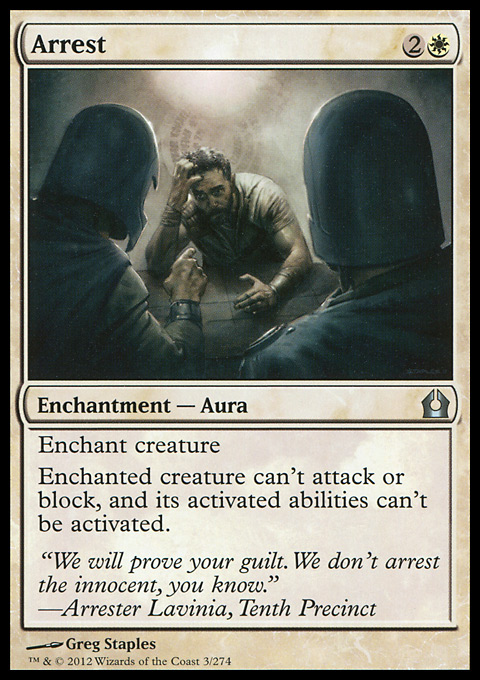 Arrest 2
Enchantment — Aura
Enchant creature
Enchanted creature can't attack or
block, and its activated abilities can't
be activated.
“We will prove your guilt. We don't arrest
the innocent, you know.”
—Arrester Lavinia, Tenth Precinct
Greg Staples
™ & © 2012 Wizards of the Coast 3/274